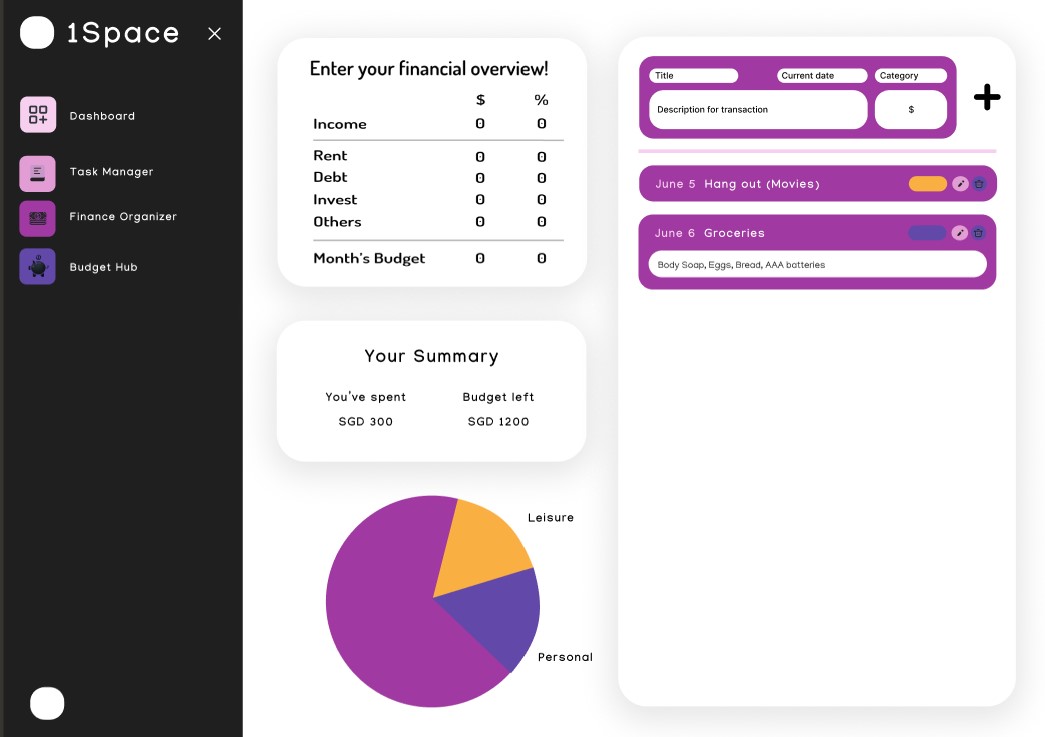 1Space
Dashboard
Task Manager
Finance Organizer
Budget Hub
Enter your financial overview!
$ %
Income 0 0
Rent 0 0
Debt 0 0
Invest 0 0
Others 0 0
Month's Budget 0 0
Your Summary
You've spent Budget left
SGD 300 SGD 1200
Leisure
Personal
Title Current date Category
Description for transaction $
June 5 Hang out (Movies)
June 6 Groceries
Body Soap, Eggs, Bread, AAA batteries